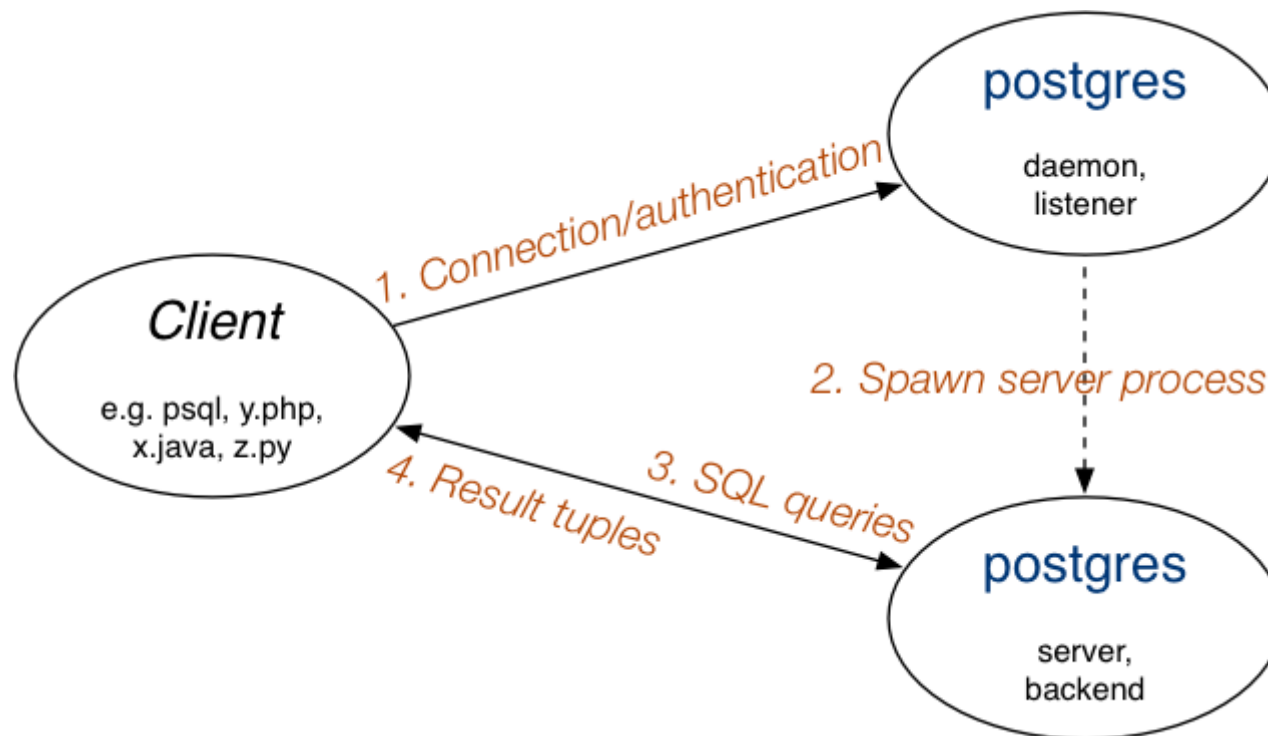 postgres
daemon,
listener
1. Connection/authentication
Client
e.g. psql, y.php,
x.java, z.py
2. Spawn server process
3. SQL queries
4. Result tuples
postgres
server,
backend